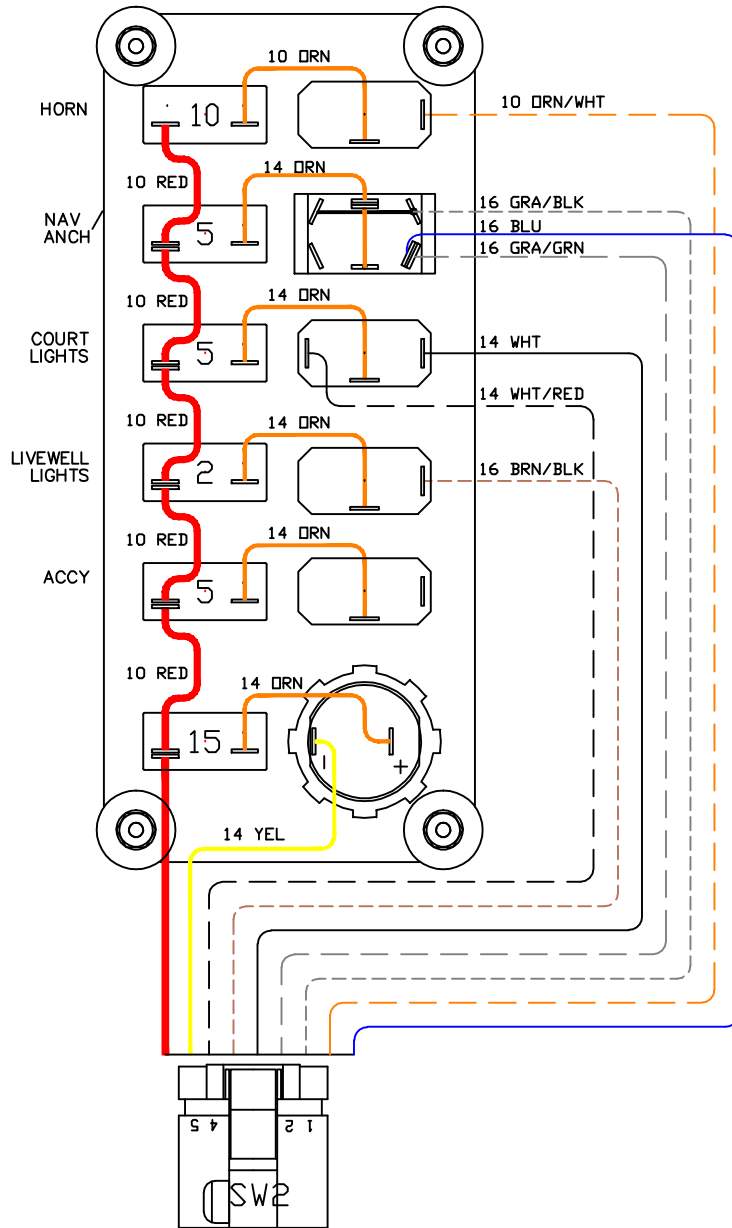 10 ORN
HORN
10
10 ORN/WHT
10 RED
14 ORN
NAV/
ANCH
5
16 GRA/BLK
16 BLU
16 GRA/GRN
10 RED
14 ORN
COURT
LIGHTS
5
14 WHT
14 WHT/RED
10 RED
14 ORN
LIVEWELL
LIGHTS
2
16 BRN/BLK
10 RED
14 ORN
ACCY
5
10 RED
14 ORN
15
- +
14 YEL
5 4 2 1
SW2